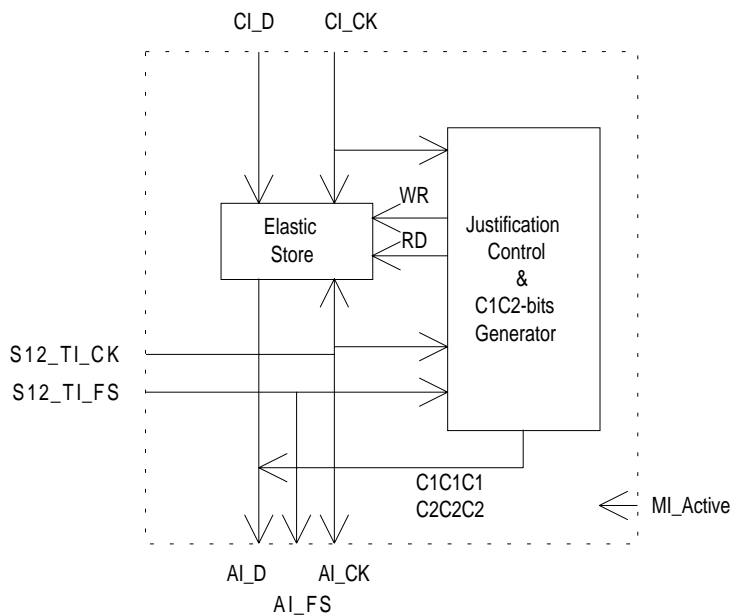 CI_D
CI_CK
WR
Elastic
Store
RD
Justification
Control
&
C1C2-bits
Generator
S12_TI_CK
S12_TI_FS
C1C1C1
C2C2C2
MI_Active
AI_D
AI_CK
AI_FS